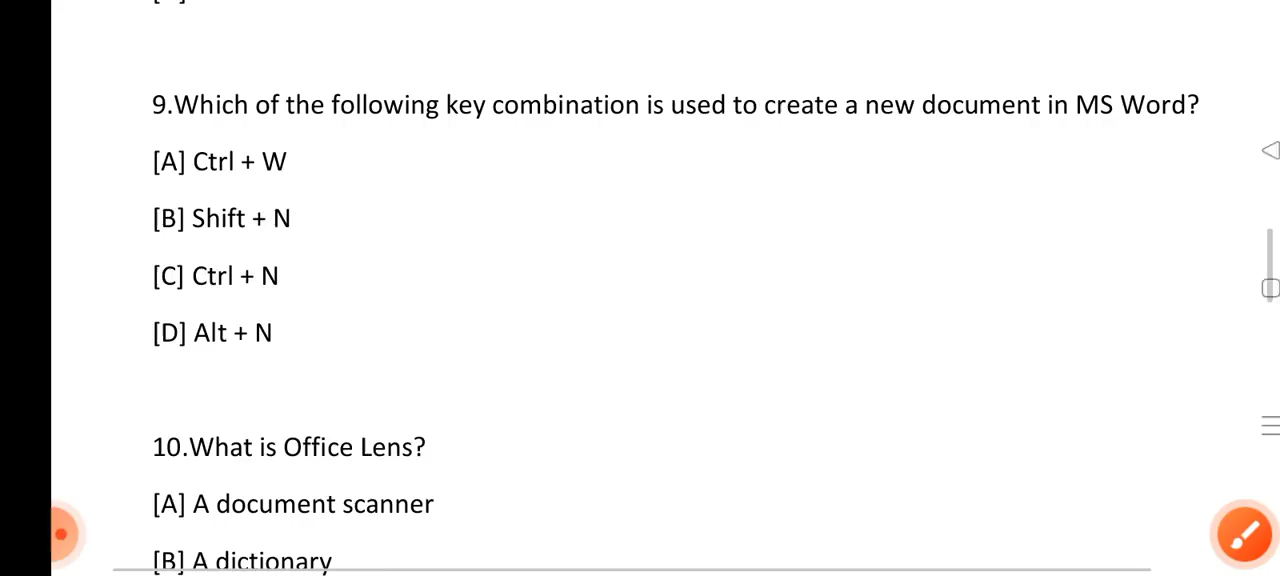 9.Which of the following key combination is used to create a new document in MS Word?
[A] Ctrl + W
[B] Shift + N
[C] Ctrl + N
[D] Alt + N
10.What is Office Lens?
[A] A document scanner
[B] A dictionary